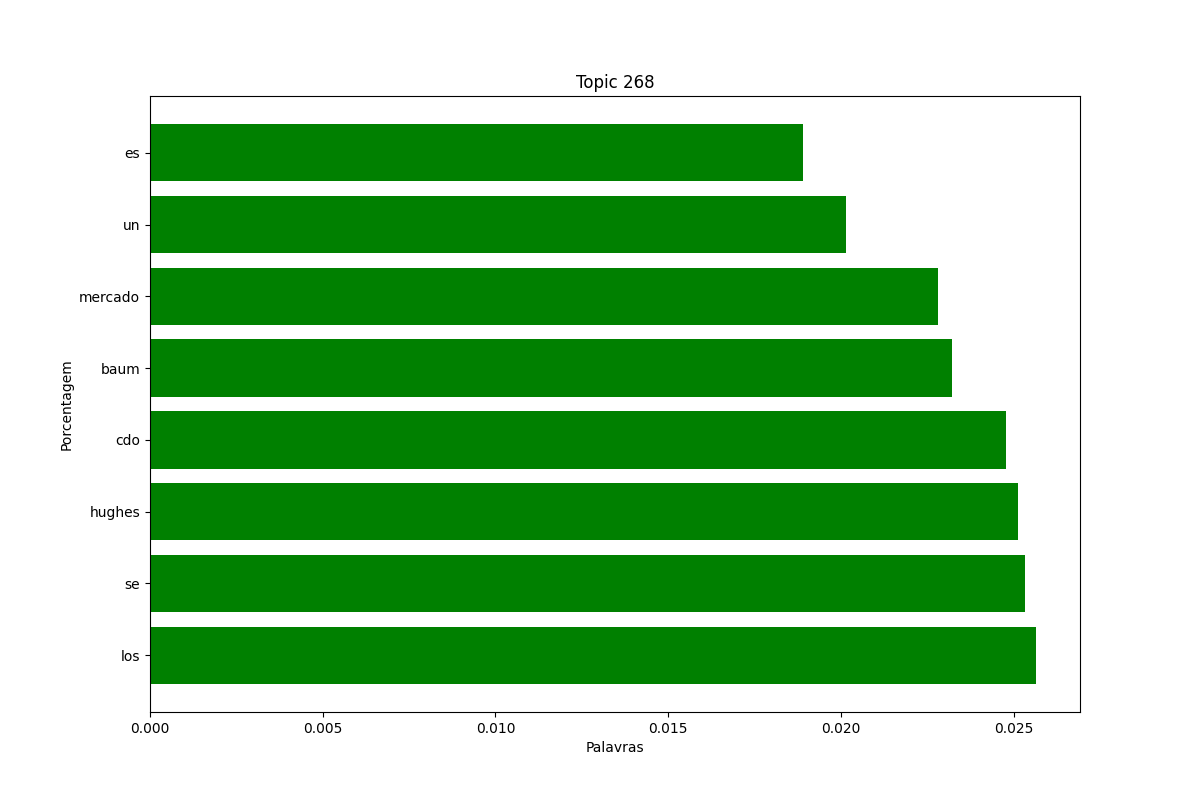 Topic 268
es
un
mercado
baum
cdo
hughes
se
los
Porcentagem
0.000 0.005 0.010 0.015 0.020 0.025
Palavras